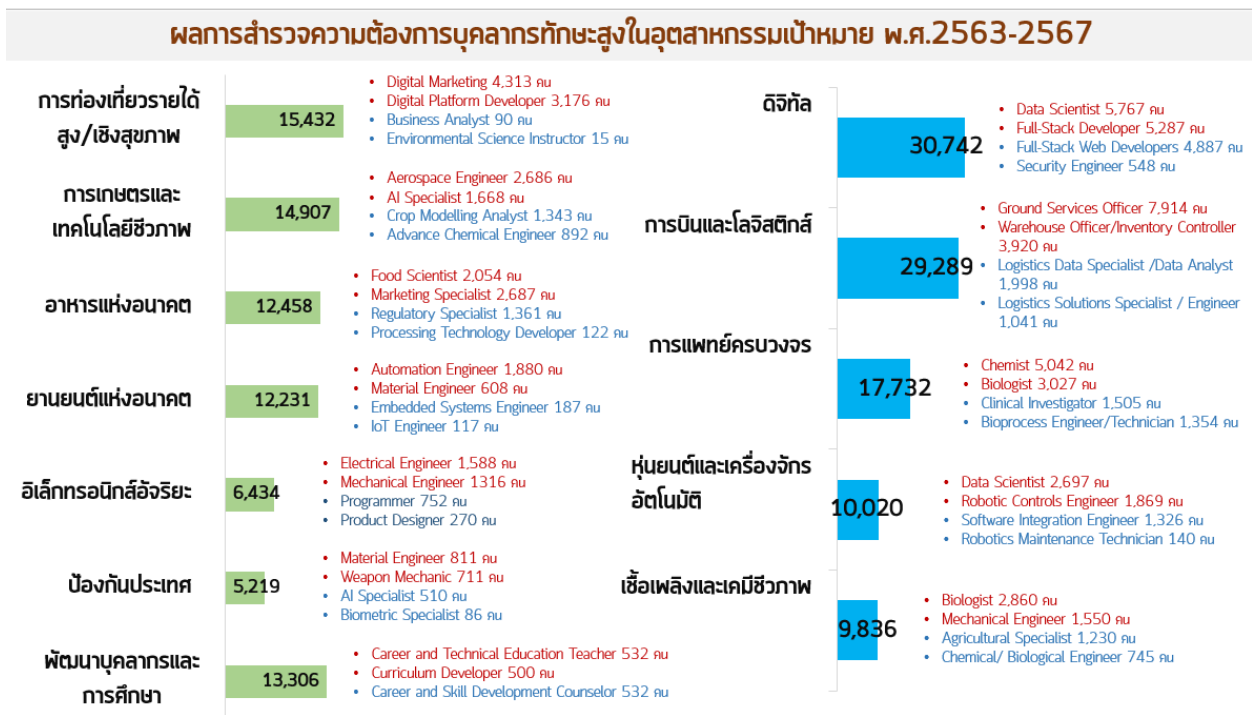 ผลการสำรวจความต้องการบุคลากรทักษะสูงในอุตสาหกรรมเป้าหมาย พ.ศ.2563-2567
การท่องเที่ยวรายได้
สูง/เชิงสุขภาพ
15,432
• Digital Marketing 4,313 คน
• Digital Platform Developer 3,176 คน
• Business Analyst 90 คน
• Environmental Science Instructor 15 คน
การเกษตรและ
เทคโนโลยีชีวภาพ
14,907
• Aerospace Engineer 2,686 คน
• AI Specialist 1,668 คน
• Crop Modelling Analyst 1,343 คน
• Advance Chemical Engineer 892 คน
อาหารแห่งอนาคต
12,458
• Food Scientist 2,054 คน
• Marketing Specialist 2,687 คน
• Regulatory Specialist 1,361 คน
• Processing Technology Developer 122 คน
ยานยนต์แห่งอนาคต
12,231
• Automation Engineer 1,880 คน
• Material Engineer 608 คน
• Embedded Systems Engineer 187 คน
• IoT Engineer 117 คน
อิเล็กทรอนิกส์อัจริยะ
6,434
• Electrical Engineer 1,588 คน
• Mechanical Engineer 1316 คน
• Programmer 752 คน
• Product Designer 270 คน
ป้องกันประเทศ
5,219
• Material Engineer 811 คน
• Weapon Mechanic 711 คน
• AI Specialist 510 คน
• Biometric Specialist 86 คน
พัฒนาบุคลากรและ
การศึกษา
13,306
• Career and Technical Education Teacher 532 คน
• Curriculum Developer 500 คน
• Career and Skill Development Counselor 532 คน
ดิจิทัล
30,742
• Data Scientist 5,767 คน
• Full-Stack Developer 5,287 คน
• Full-Stack Web Developers 4,887 คน
• Security Engineer 548 คน
การบินและโลจิสติกส์
29,289
• Ground Services Officer 7,914 คน
• Warehouse Officer/Inventory Controller
3,920 คน
• Logistics Data Specialist /Data Analyst
1,998 คน
• Logistics Solutions Specialist / Engineer
1,041 คน
การแพทย์ครบวงจร
17,732
• Chemist 5,042 คน
• Biologist 3,027 คน
• Clinical Investigator 1,505 คน
• Bioprocess Engineer/Technician 1,354 คน
หุ่นยนต์และเครื่องจักร
อัตโนมัติ
10,020
• Data Scientist 2,697 คน
• Robotic Controls Engineer 1,869 คน
• Software Integration Engineer 1,326 คน
• Robotics Maintenance Technician 140 คน
เชื้อเพลิงและเคมีชีวภาพ
9,836
• Biologist 2,860 คน
• Mechanical Engineer 1,550 คน
• Agricultural Specialist 1,230 คน
• Chemical/ Biological Engineer 745 คน